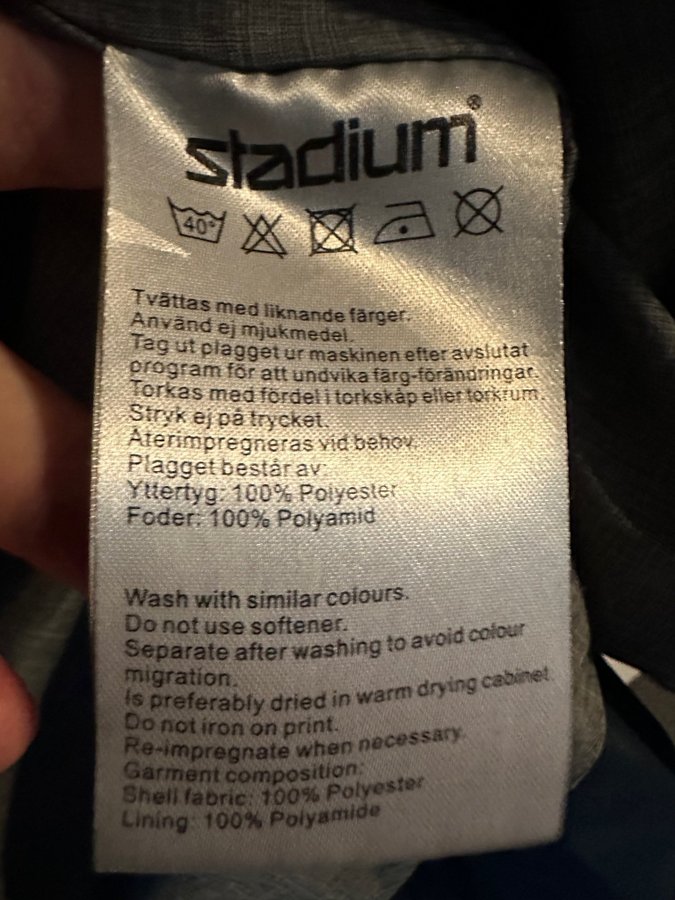 stadium®
40°
Tvättas med liknande färger.
Använd ej mjukmedel.
Tag ut plagget ur maskinen efter avslutat
program för att undvika färg-förändringar.
Torkas med fördel i torkskåp eller torkrum.
Stryk ej på trycket.
Återimpregneras vid behov.
Plagget består av:
Yttertyg: 100% Polyester
Foder: 100% Polyamid
Wash with similar colours.
Do not use softener.
Separate after washing to avoid colour
migration.
Is preferably dried in warm drying cabinet.
Do not iron on print.
Re-impregnate when necessary.
Garment composition:
Shell fabric: 100% Polyester
Lining: 100% Polyamide